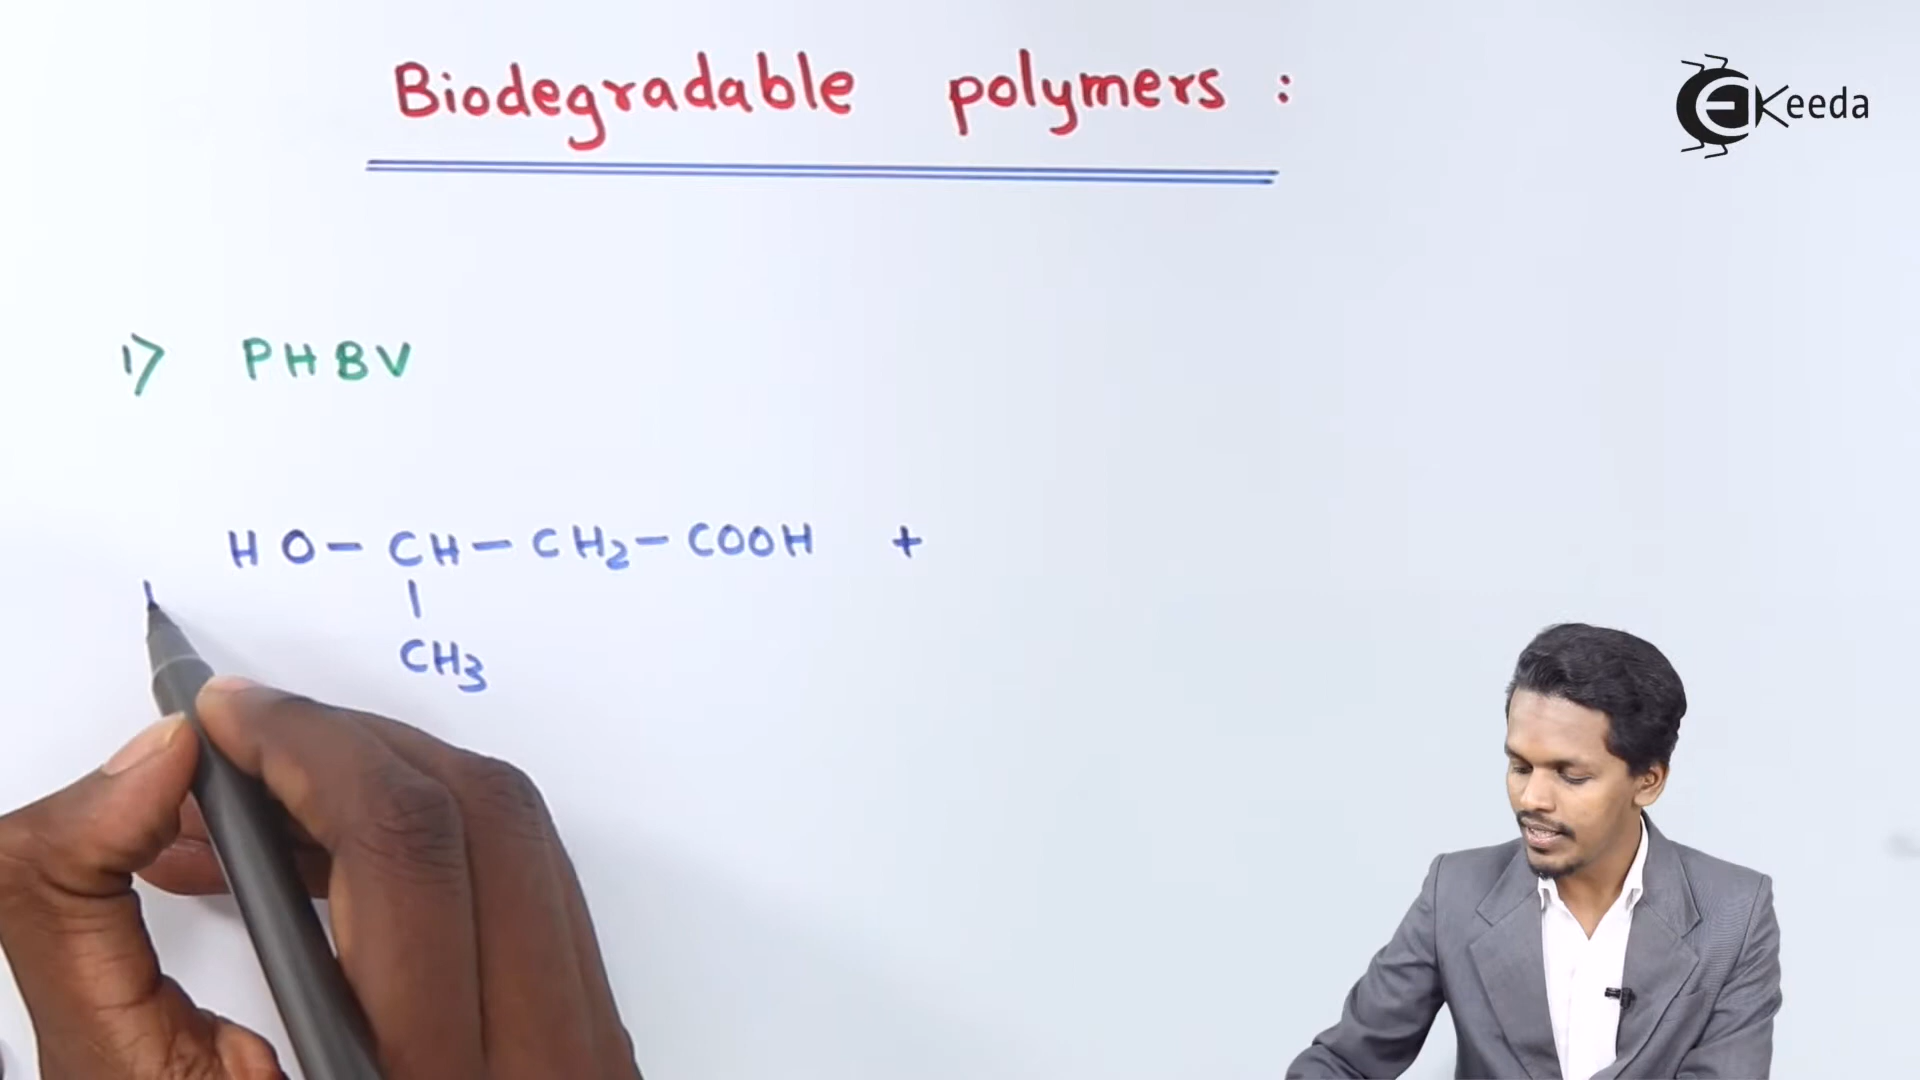 Biodegradable polymers :
Keeda
1) PHBV
HO - CH - CH2 - COOH +
|
CH3